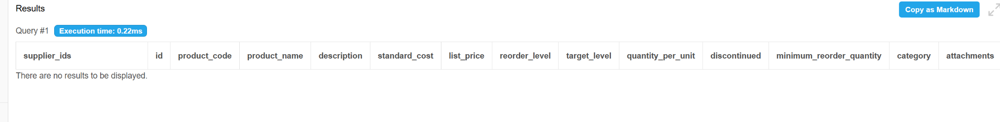 Results
Copy as Markdown
Query #1 Execution time: 0.22ms
supplier_ids id product_code product_name description standard_cost list_price reorder_level target_level quantity_per_unit discontinued minimum_reorder_quantity category attachments
There are no results to be displayed.